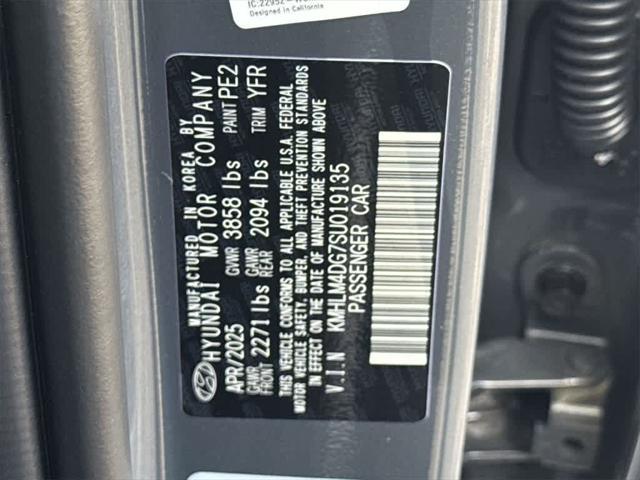 IC:22952
Designed in California
MANUFACTURED IN KOREA BY
HYUNDAI MOTOR COMPANY
APR/2025 GVWR 3858 lbs PAINT PE2
GAWR FRONT 2271 lbs GAWR REAR 2094 lbs TRIM YFR
THIS VEHICLE CONFORMS TO ALL APPLICABLE U.S.A. FEDERAL
MOTOR VEHICLE SAFETY, BUMPER, AND THEFT PREVENTION STANDARDS
IN EFFECT ON THE DATE OF MANUFACTURE SHOWN ABOVE
V.I.N KMHLM4DG7SU019135
PASSENGER CAR